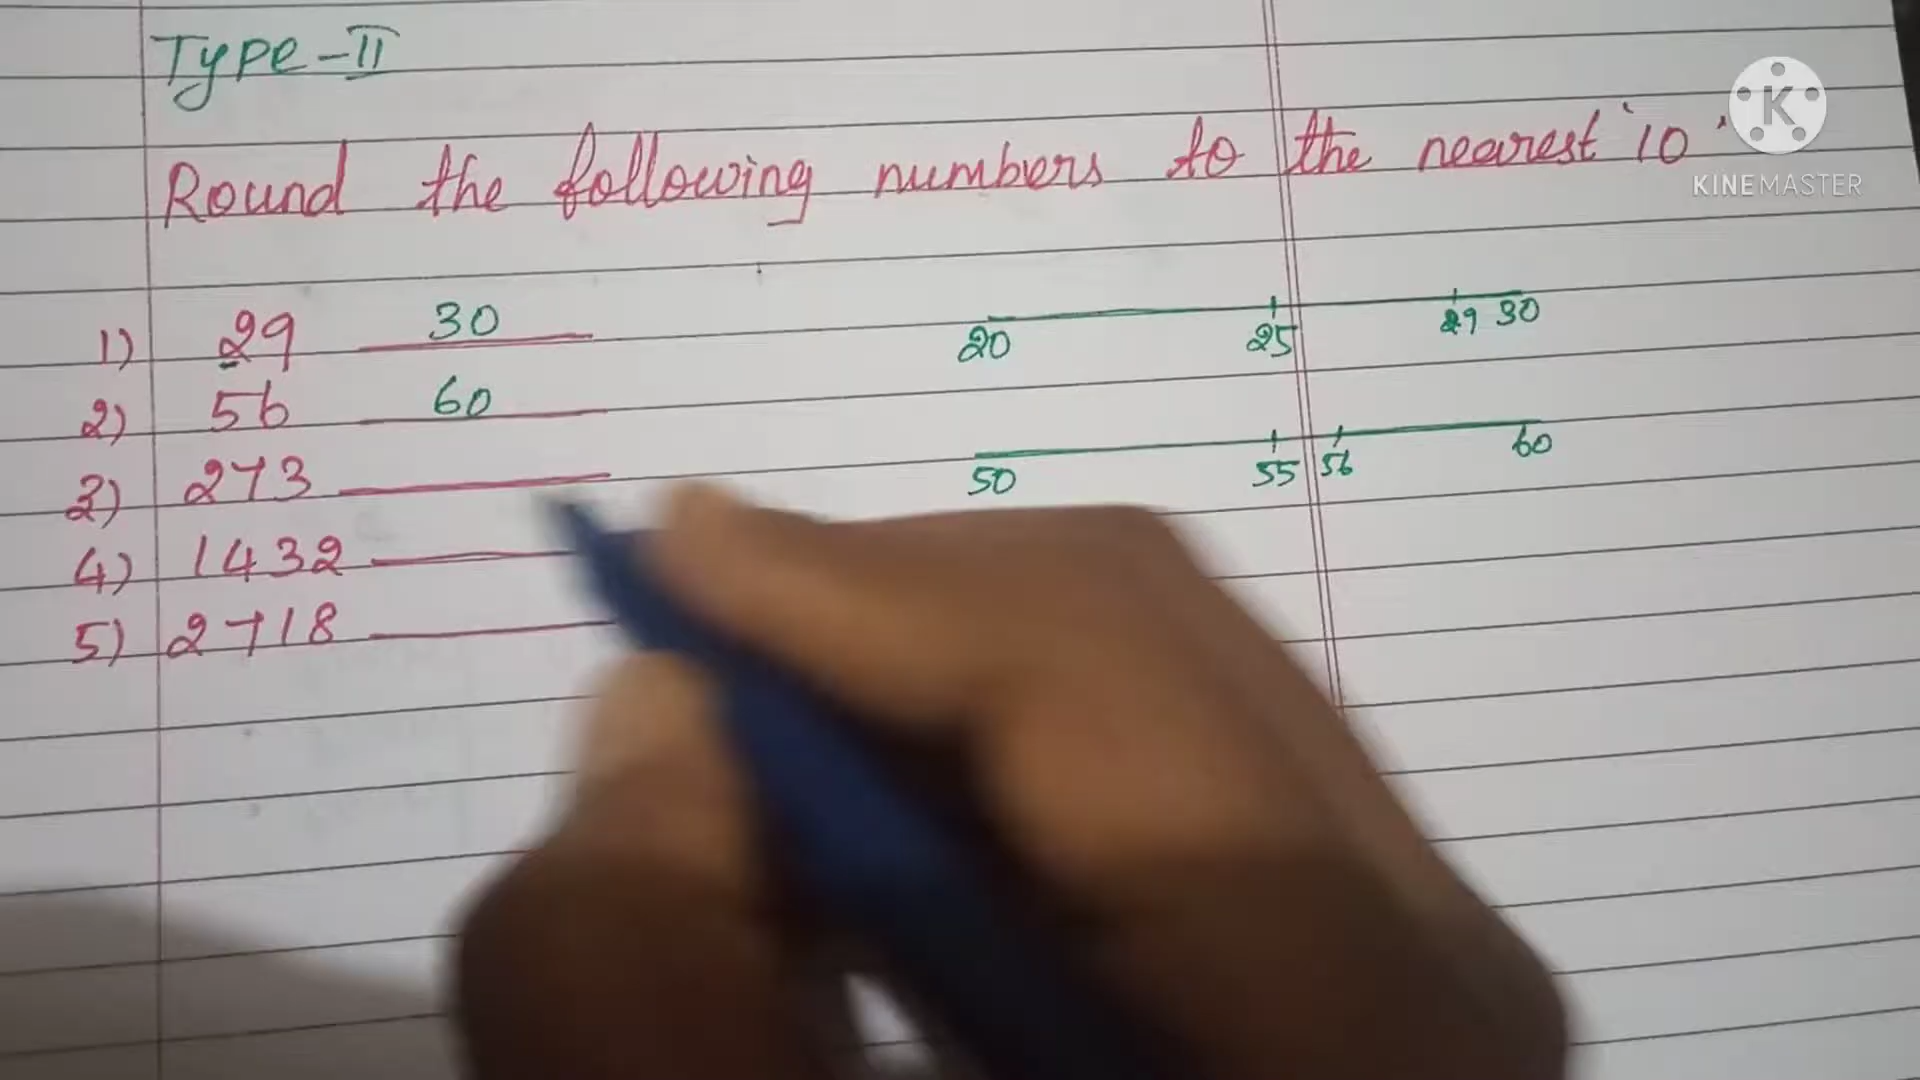 Type-II
Round the following numbers to the nearest '10'
K
KINEMASTER
1) 29 30
20 25 29 30
2) 56 60
50 55 56 60
3) 273
4) 1432
5) 2718